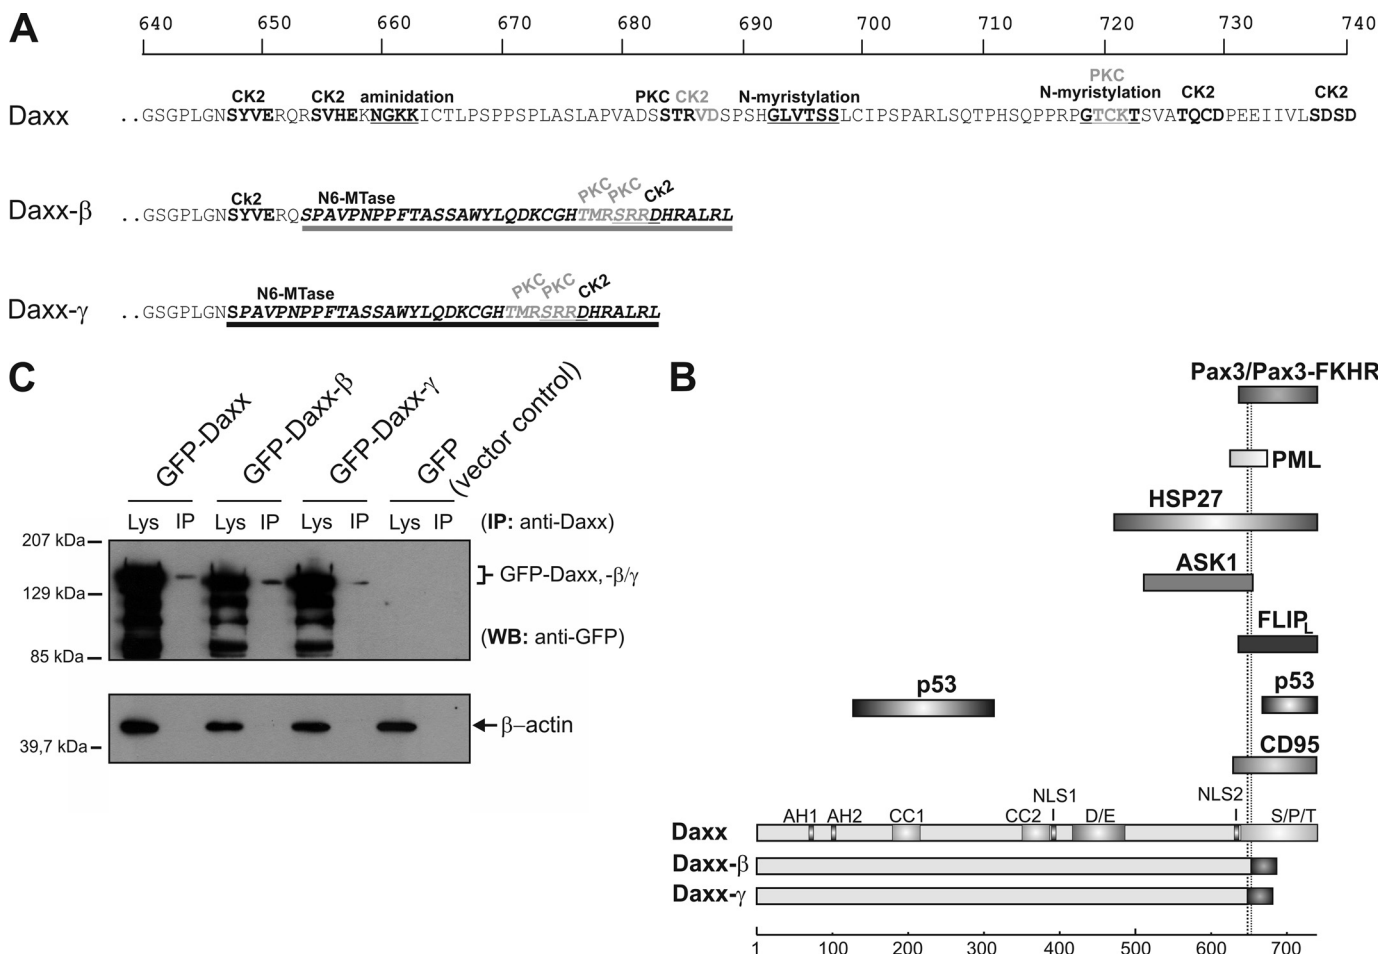 A
640 650 660 670 680 690 700 710 720 730 740
PKC
CK2 CK2 aminidation PKC CK2 N-myristylation N-myristylation CK2 CK2
Daxx ..GSGPLGNSYVERQRSVHEKNGKKICTLPSPPSPLASLAPVADSSTRVDSPSHGLVTSSLCIPSPARLSQTPHSQPPRPGTCKTSVATQCDPEEIIVLSDSD
Ck2 N6-MTase PKC PKC Ck2
Daxx-β ..GSGPLGNSYVERQSPAVPNPPFTASSAWYLQDKCGHTMRSRRDHRALRL
N6-MTase PKC PKC CK2
Daxx-γ ..GSGPLGNSPAVPNPPFTASSAWYLQDKCGHTMRSRRDHRALRL
C
GFP-Daxx GFP-Daxx-β GFP-Daxx-γ GFP (vector control)
Lys IP Lys IP Lys IP Lys IP (IP: anti-Daxx)
207 kDa
GFP-Daxx,-β/γ
129 kDa
(WB: anti-GFP)
85 kDa
β–actin
39,7 kDa
B
Pax3/Pax3-FKHR
PML
HSP27
ASK1
FLIPL
p53 p53
CD95
NLS1 NLS2
AH1 AH2 CC1 CC2 D/E S/P/T
Daxx
Daxx-β
Daxx-γ
1 100 200 300 400 500 600 700